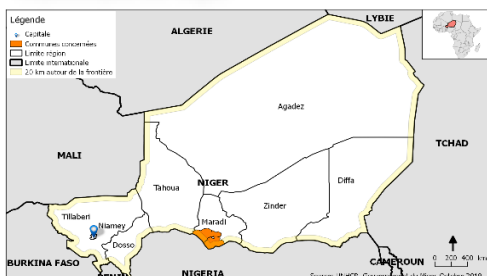 Légende
Capitale
Communes concernées
Limite région
Limite internationale
20 km autour de la frontière
ALGERIE
LYBIE
Agadez
TCHAD
MALI
NIGER
Tahoua
Diffa
Zinder
Maradi
Tillaberi
Niamey
Dosso
BURKINA FASO
NIGERIA
CAMEROUN
0 200 400 km